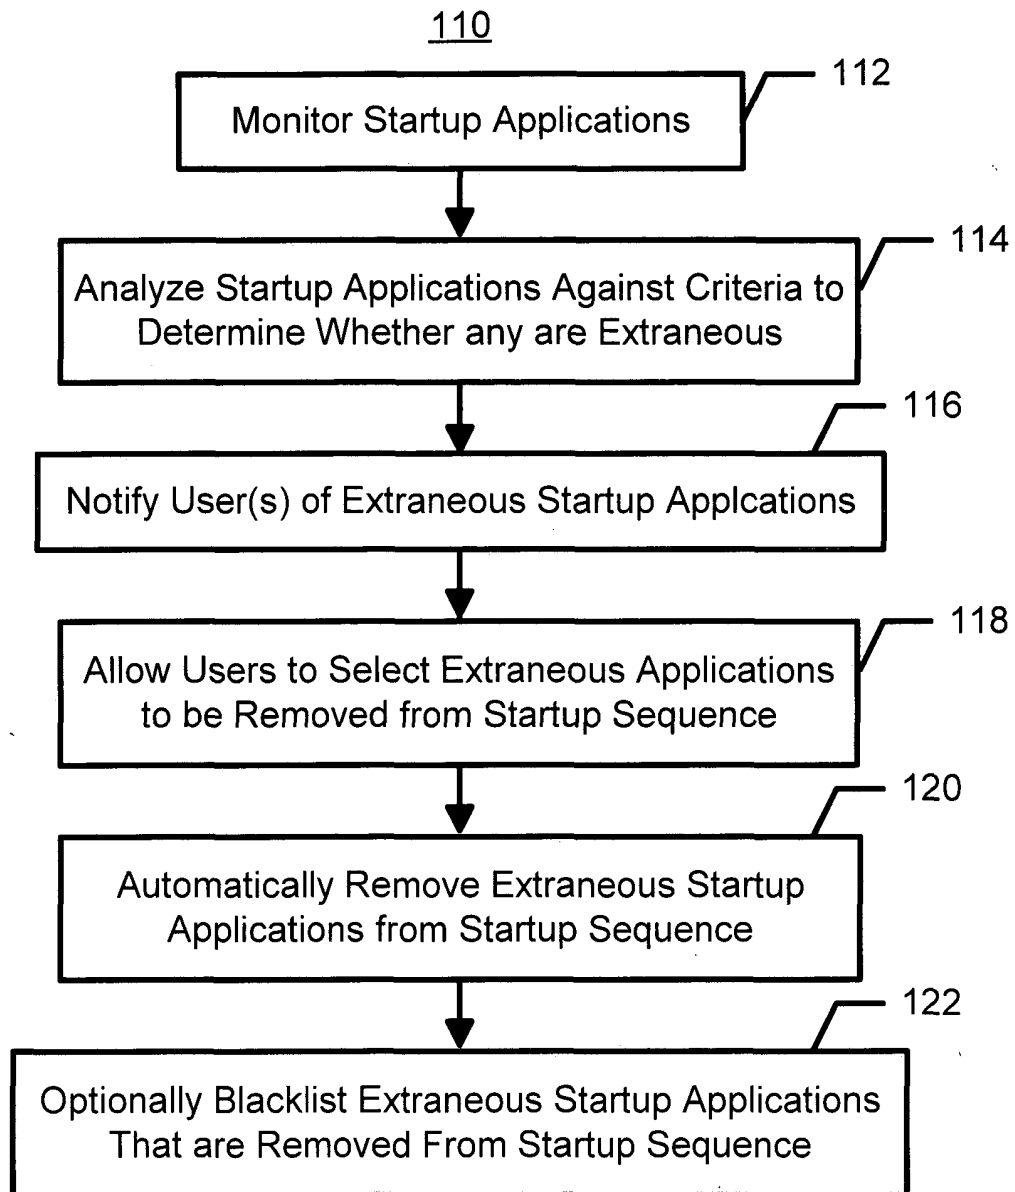 110
112
Monitor Startup Applications
114
Analyze Startup Applications Against Criteria to
Determine Whether any are Extraneous
116
Notify User(s) of Extraneous Startup Applcations
118
Allow Users to Select Extraneous Applications
to be Removed from Startup Sequence
120
Automatically Remove Extraneous Startup
Applications from Startup Sequence
122
Optionally Blacklist Extraneous Startup Applications
That are Removed From Startup Sequence